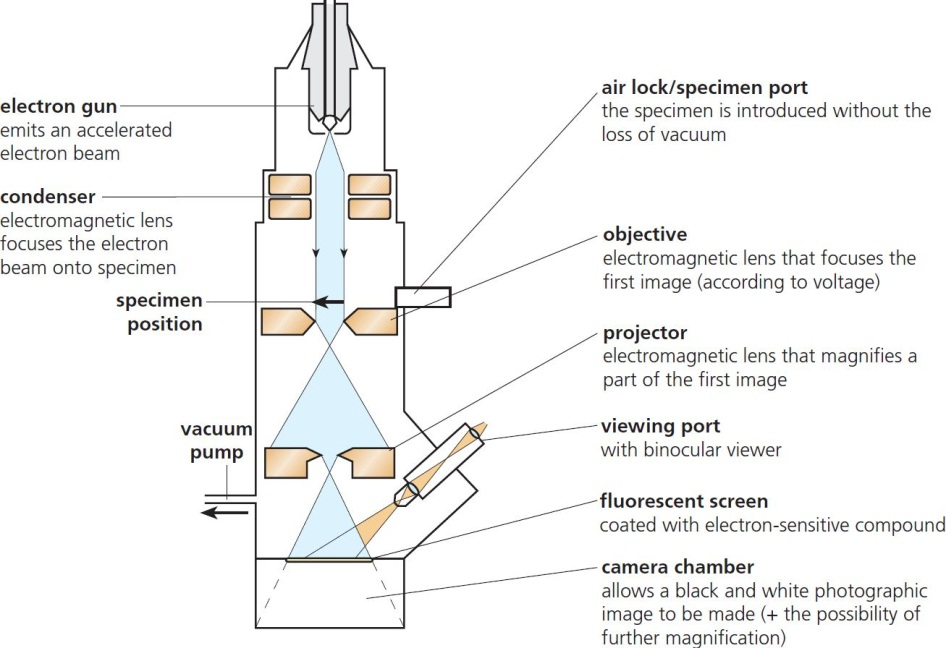 electron gun
emits an accelerated
electron beam
condenser
electromagnetic lens
focuses the electron
beam onto specimen
specimen
position
vacuum
pump
air lock/specimen port
the specimen is introduced without the
loss of vacuum
objective
electromagnetic lens that focuses the
first image (according to voltage)
projector
electromagnetic lens that magnifies a
part of the first image
viewing port
with binocular viewer
fluorescent screen
coated with electron-sensitive compound
camera chamber
allows a black and white photographic
image to be made (+ the possibility of
further magnification)